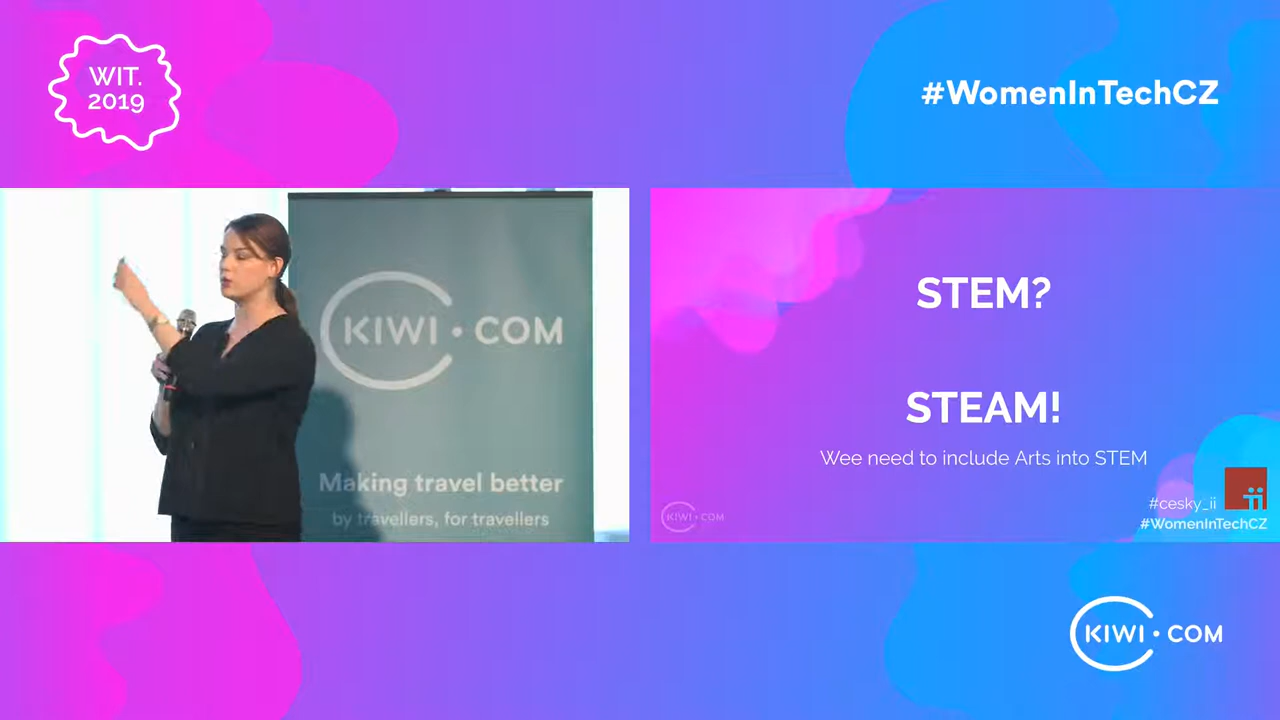 WIT.
2019
#WomenInTechCZ
KIWI.COM
Making travel better
by travellers, for travellers
STEM?
STEAM!
Wee need to include Arts into STEM
#cesky_ii
#WomenInTechCZ
KIWI.COM
KIWI.COM